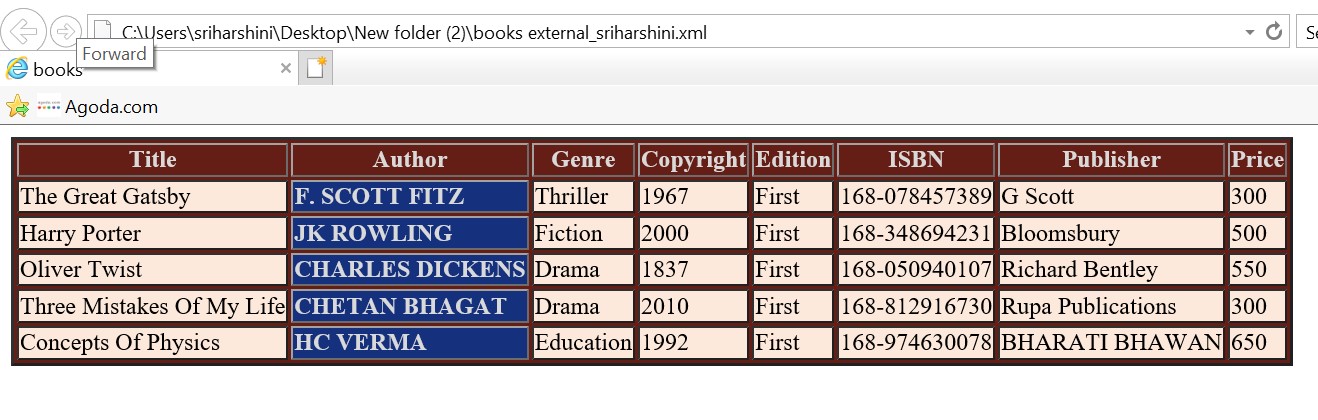 C:\Users\sriharshini\Desktop\New folder (2)\books external_sriharshini.xml
Forward
books
Agoda.com
Title Author Genre Copyright Edition ISBN Publisher Price
The Great Gatsby F. SCOTT FITZ Thriller 1967 First 168-078457389 G Scott 300
Harry Porter JK ROWLING Fiction 2000 First 168-348694231 Bloomsbury 500
Oliver Twist CHARLES DICKENS Drama 1837 First 168-050940107 Richard Bentley 550
Three Mistakes Of My Life CHETAN BHAGAT Drama 2010 First 168-812916730 Rupa Publications 300
Concepts Of Physics HC VERMA Education 1992 First 168-974630078 BHARATI BHAWAN 650